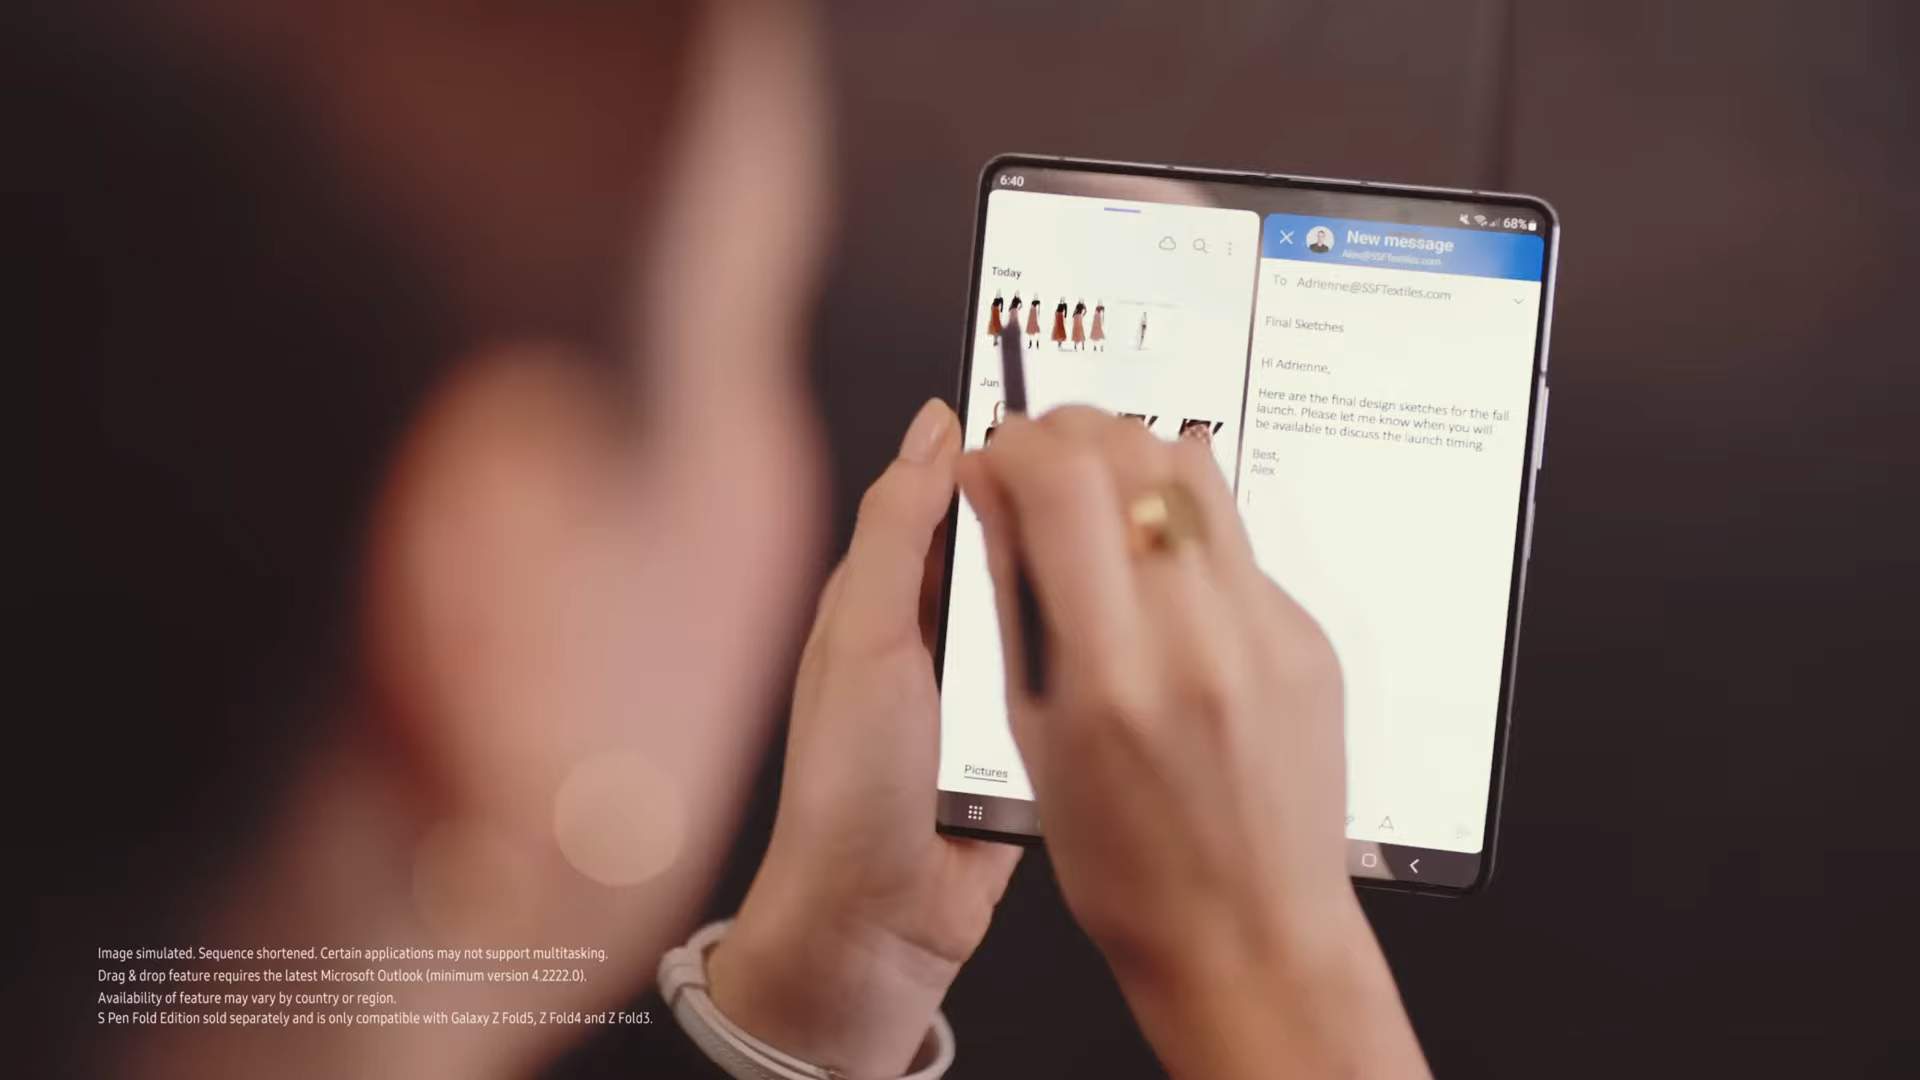 6:40
68%
Today
Jun
Pictures
New message
Alex@SSFTextiles.com
To Adrienne@SSFTextiles.com
Final Sketches
Hi Adrienne,
Here are the final design sketches for the fall
launch. Please let me know when you will
be available to discuss the launch timing.
Best,
Alex
Image simulated. Sequence shortened. Certain applications may not support multitasking.
Drag & drop feature requires the latest Microsoft Outlook (minimum version 4.2222.0).
Availability of feature may vary by country or region.
S Pen Fold Edition sold separately and is only compatible with Galaxy Z Fold5, Z Fold4 and Z Fold3.